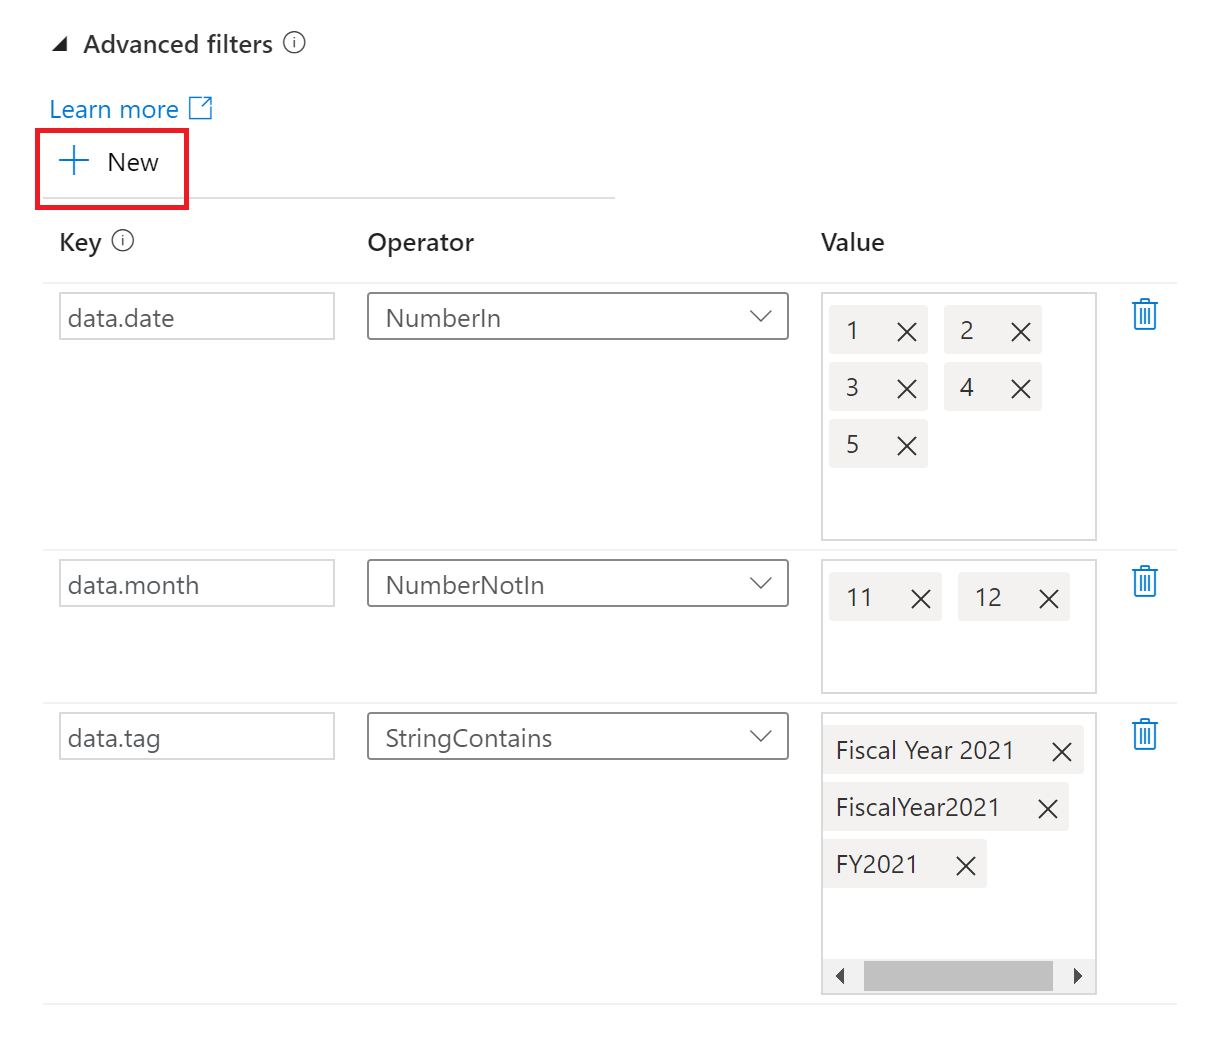 Advanced filters
Learn more
New
Key Operator Value
data.date NumberIn 1 2
3 4
5
data.month NumberNotIn 11 12
data.tag StringContains Fiscal Year 2021
FiscalYear2021
FY2021